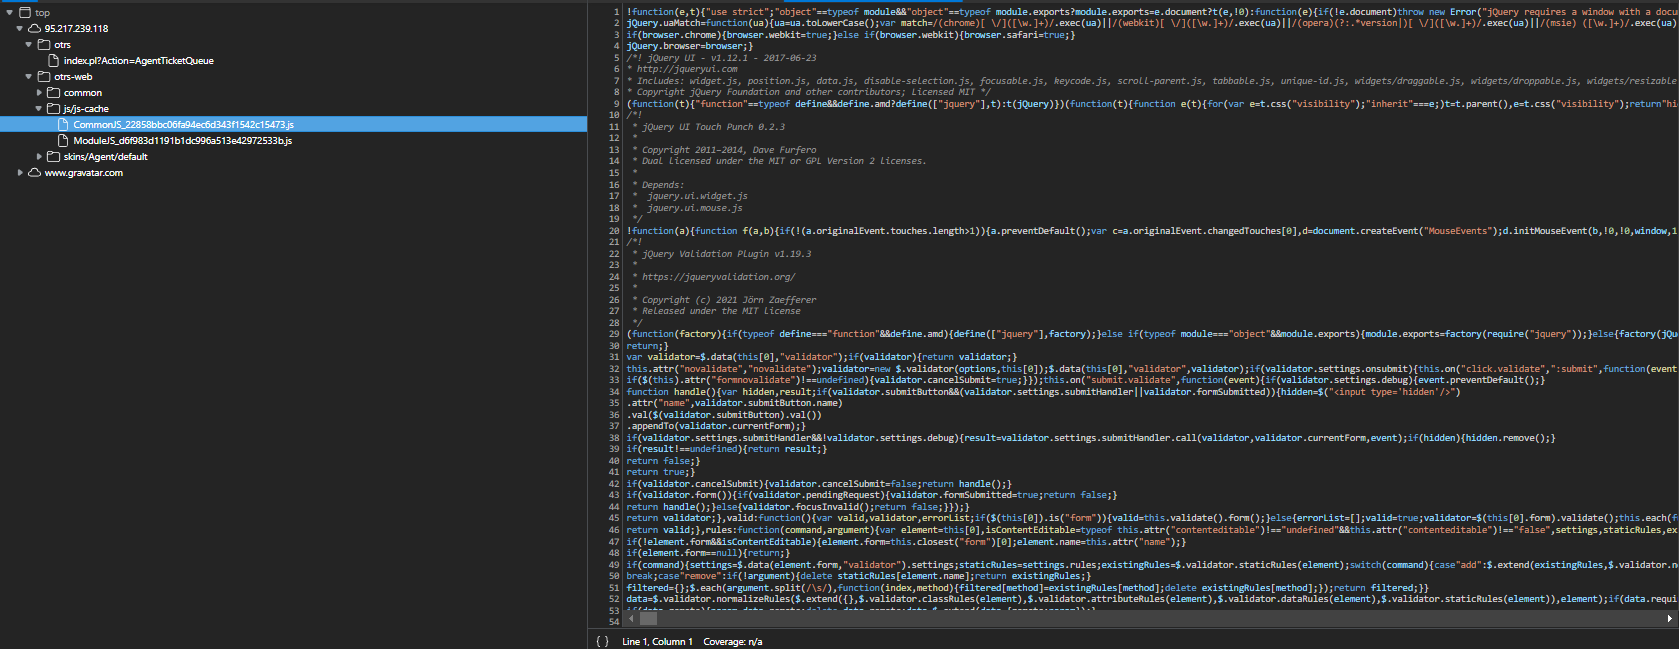 top
95.217.239.118
otrs
index.pl?Action=AgentTicketQueue
otrs-web
common
js/js-cache
CommonJS_22858bbc06fa94ec6d343f1542c15473.js
ModuleJS_d6f983d1191b1dc996a513e42972533b.js
skins/Agent/default
www.gravatar.com
1 !function(e,t){"use strict";"object"==typeof module&&"object"==typeof module.exports?module.exports=e.document?t(e,!0):function(e){if(!e.document)throw new Error("jQuery requires a window with a docu
2 jQuery.uaMatch=function(ua){ua=ua.toLowerCase();var match=/(chrome)[ \/]([\w.]+)/.exec(ua)||/(webkit)[ \/]([\w.]+)/.exec(ua)||/(opera)(?:.*version|)[ \/]([\w.]+)/.exec(ua)||/(msie) ([\w.]+)/.exec(ua)
3 if(browser.chrome){browser.webkit=true;}else if(browser.webkit){browser.safari=true;}
4 jQuery.browser=browser;}
5 /*! jQuery UI - v1.12.1 - 2017-06-23
6 * http://jqueryui.com
7 * Includes: widget.js, position.js, data.js, disable-selection.js, focusable.js, keycode.js, scroll-parent.js, tabbable.js, unique-id.js, widgets/draggable.js, widgets/droppable.js, widgets/resizable
8 * Copyright jQuery Foundation and other contributors; Licensed MIT */
9 (function(t){"function"==typeof define&&define.amd?define(["jquery"],t):t(jQuery)})(function(t){function e(t){for(var e=t.css("visibility");"inherit"===e;)t=t.parent(),e=t.css("visibility");return"hi
10 /*!
11 * jQuery UI Touch Punch 0.2.3
12 *
13 * Copyright 2011–2014, Dave Furfero
14 * Dual licensed under the MIT or GPL Version 2 licenses.
15 *
16 * Depends:
17 * jquery.ui.widget.js
18 * jquery.ui.mouse.js
19 */
20 !function(a){function f(a,b){if(!(a.originalEvent.touches.length>1)){a.preventDefault();var c=a.originalEvent.changedTouches[0],d=document.createEvent("MouseEvents");d.initMouseEvent(b,!0,!0,window,1
21 /*!
22 * jQuery Validation Plugin v1.19.3
23 *
24 * https://jqueryvalidation.org/
25 *
26 * Copyright (c) 2021 Jörn Zaefferer
27 * Released under the MIT license
28 */
29 (function(factory){if(typeof define==="function"&&define.amd){define(["jquery"],factory);}else if(typeof module==="object"&&module.exports){module.exports=factory(require("jquery"));}else{factory(jQu
30 return;}
31 var validator=$.data(this[0],"validator");if(validator){return validator;}
32 this.attr("novalidate","novalidate");validator=new $.validator(options,this[0]);$.data(this[0],"validator",validator);if(validator.settings.onsubmit){this.on("click.validate",":submit",function(event
33 if($(this).attr("formnovalidate")!==undefined){validator.cancelSubmit=true;}});this.on("submit.validate",function(event){if(validator.settings.debug){event.preventDefault();}
34 function handle(){var hidden,result;if(validator.submitButton&&(validator.settings.submitHandler||validator.formSubmitted)){hidden=$("<input type='hidden'/>")
35 .attr("name",validator.submitButton.name)
36 .val($(validator.submitButton).val())
37 .appendTo(validator.currentForm);}
38 if(validator.settings.submitHandler&&!validator.settings.debug){result=validator.settings.submitHandler.call(validator,validator.currentForm,event);if(hidden){hidden.remove();}
39 if(result!==undefined){return result;}
40 return false;}
41 return true;}
42 if(validator.cancelSubmit){validator.cancelSubmit=false;return handle();}
43 if(validator.form()){if(validator.pendingRequest){validator.formSubmitted=true;return false;}
44 return handle();}else{validator.focusInvalid();return false;}});}
45 return validator;},valid:function(){var valid,validator,errorList;if($(this[0]).is("form")){valid=this.validate().form();}else{errorList=[];valid=true;validator=$(this[0].form).validate();this.each(f
46 return valid;},rules:function(command,argument){var element=this[0],isContentEditable=typeof this.attr("contenteditable")!=="undefined"&&this.attr("contenteditable")!=="false",settings,staticRules,ex
47 if(!element.form&&isContentEditable){element.form=this.closest("form")[0];element.name=this.attr("name");}
48 if(element.form==null){return;}
49 if(command){settings=$.data(element.form,"validator").settings;staticRules=settings.rules;existingRules=$.validator.staticRules(element);switch(command){case"add":$.extend(existingRules,$.validator.n
50 break;case"remove":if(!argument){delete staticRules[element.name];return existingRules;}
51 filtered={};$.each(argument.split(/\s/),function(index,method){filtered[method]=existingRules[method];delete existingRules[method];});return filtered;}}
52 data=$.validator.normalizeRules($.extend({},$.validator.classRules(element),$.validator.attributeRules(element),$.validator.dataRules(element),$.validator.staticRules(element)),element);if(data.requi
53
54
{ } Line 1, Column 1 Coverage: n/a